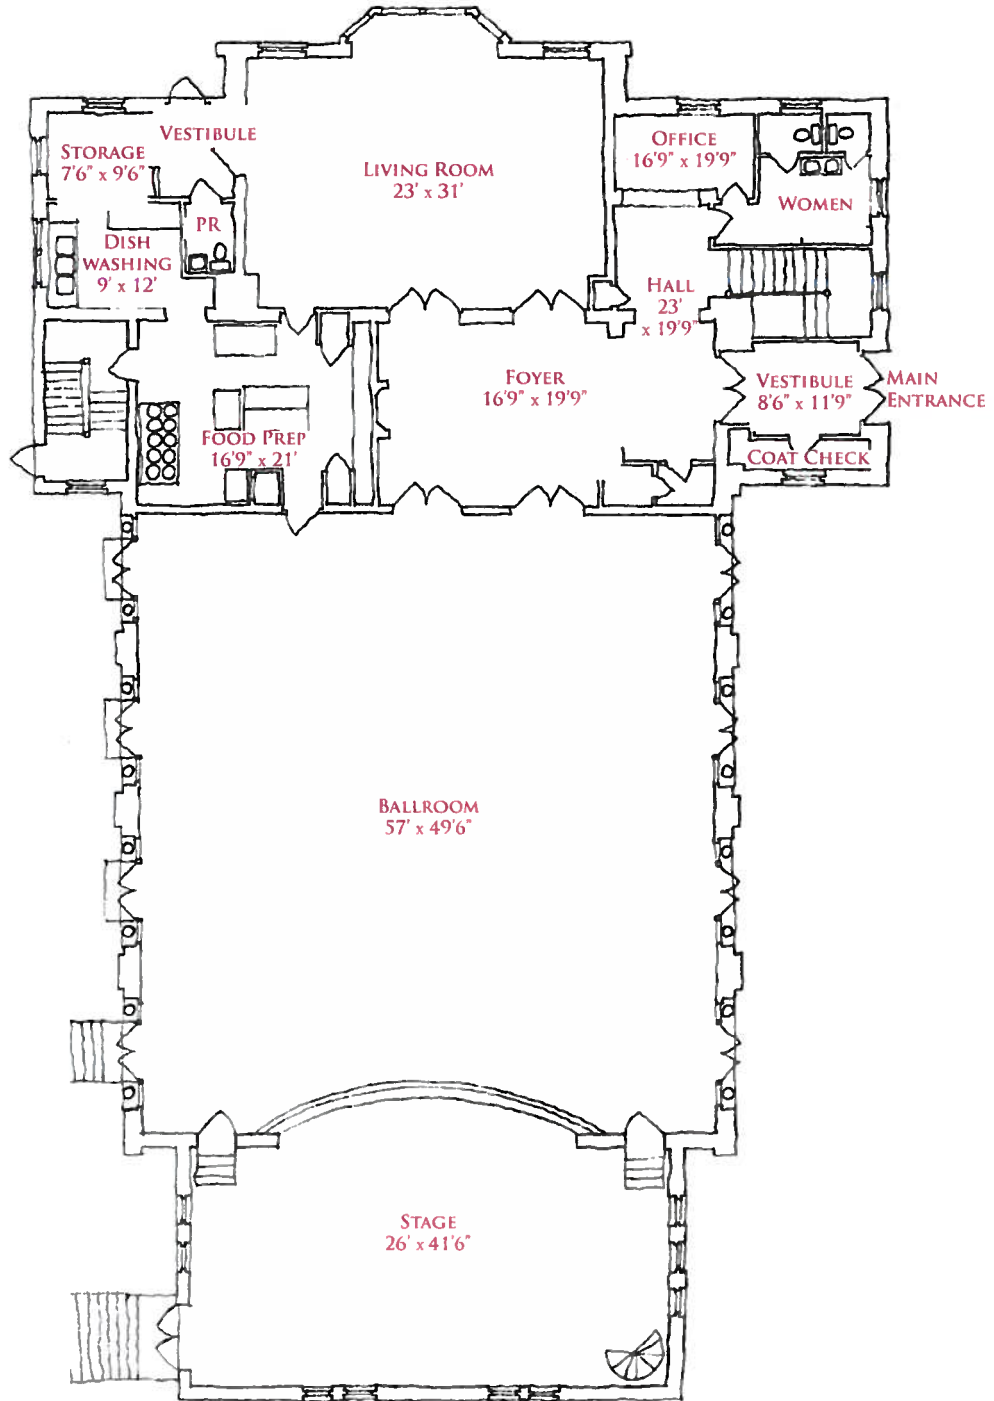 Vestibule
Storage
7'6" x 9'6"
Office
16'9" x 19'9"
Living Room
23' x 31'
Women
PR
Dish
washing
9' x 12'
Hall
23'
x 19'9"
Foyer
16'9" x 19'9"
Vestibule
8'6" x 11'9"
Main
Entrance
Food Prep
16'9" x 21'
Coat Check
Ballroom
57' x 49'6"
Stage
26' x 41'6"